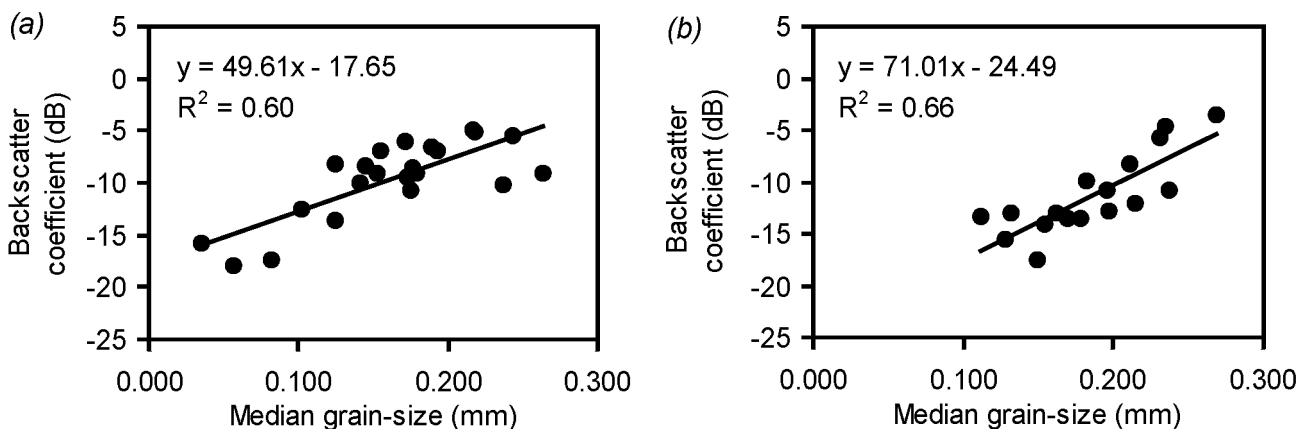 (a)
y = 49.61x - 17.65
R² = 0.60
Backscatter
coefficient (dB)
5
0
-5
-10
-15
-20
-25
0.000 0.100 0.200 0.300
Median grain-size (mm)
(b)
y = 71.01x - 24.49
R² = 0.66
Backscatter
coefficient (dB)
5
0
-5
-10
-15
-20
-25
0.000 0.100 0.200 0.300
Median grain-size (mm)